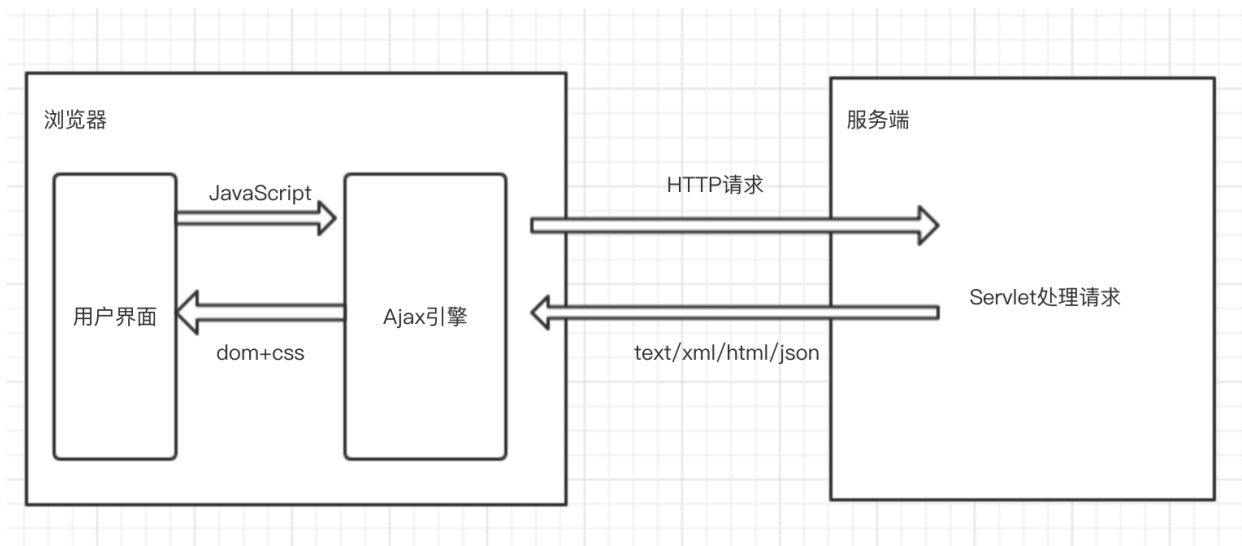 浏览器
服务端
JavaScript
HTTP请求
用户界面
Ajax引擎
Servlet处理请求
dom+css
text/xml/html/json